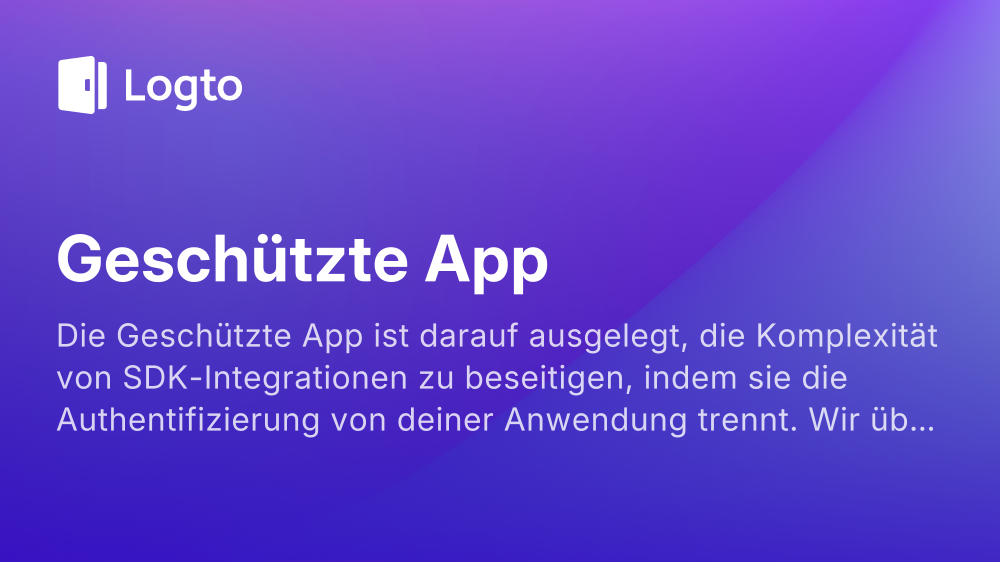 Logto
Geschützte App
Die Geschützte App ist darauf ausgelegt, die Komplexität
von SDK-Integrationen zu beseitigen, indem sie die
Authentifizierung von deiner Anwendung trennt. Wir üb...